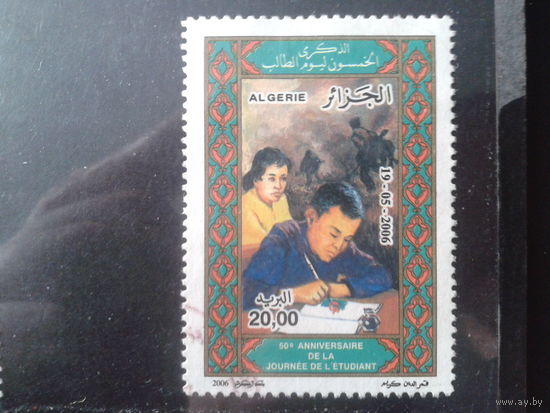 الذكرى
الخمسون ليوم الطالب
ALGERIE
الجزائر
19-05-2006
البريد
20,00
50e ANNIVERSAIRE
DE LA
JOURNÉE DE L'ÉTUDIANT
2006
www.ay.by